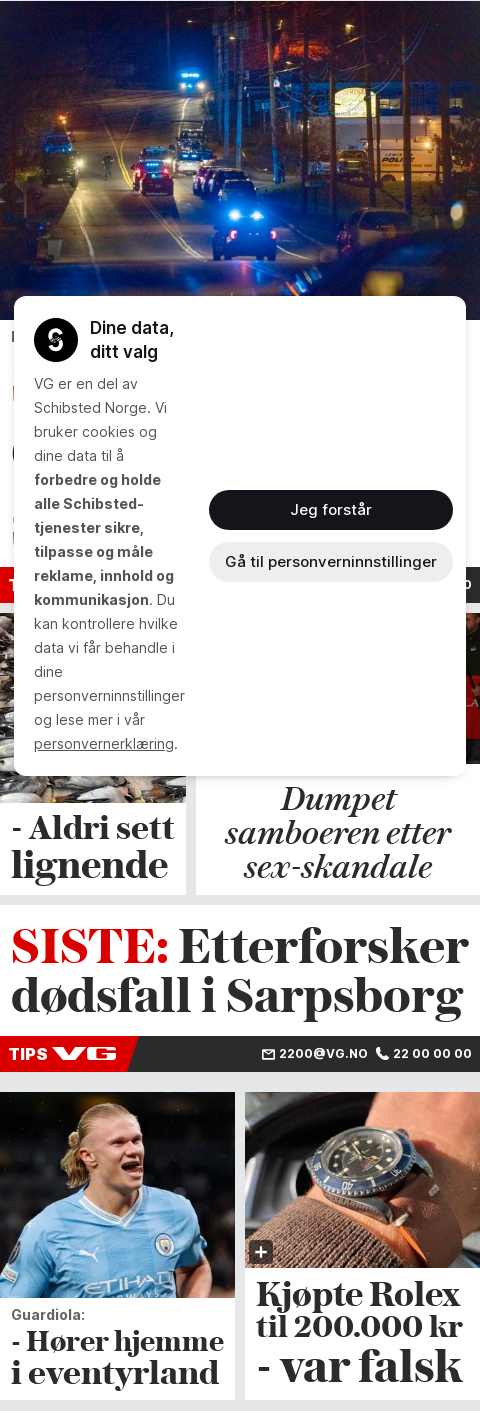 Dine data,
ditt valg
VG er en del av
Schibsted Norge. Vi
bruker cookies og
dine data til å
forbedre og holde
alle Schibsted-
tjenester sikre,
tilpasse og måle
reklame, innhold og
kommunikasjon. Du
kan kontrollere hvilke
data vi får behandle i
dine
personverninnstillinger
og lese mer i vår
personvernerklæring.
Jeg forstår
Gå til personverninnstillinger
- Aldri sett
lignende
Dumpet
samboeren etter
sex-skandale
SISTE: Etterforsker
dødsfall i Sarpsborg
TIPS VG 2200@VG.NO 22 00 00 00
ETIHAD
AIRWAYS
Guardiola:
- Hører hjemme
i eventyrland
Kjøpte Rolex
til 200.000 kr
- var falsk